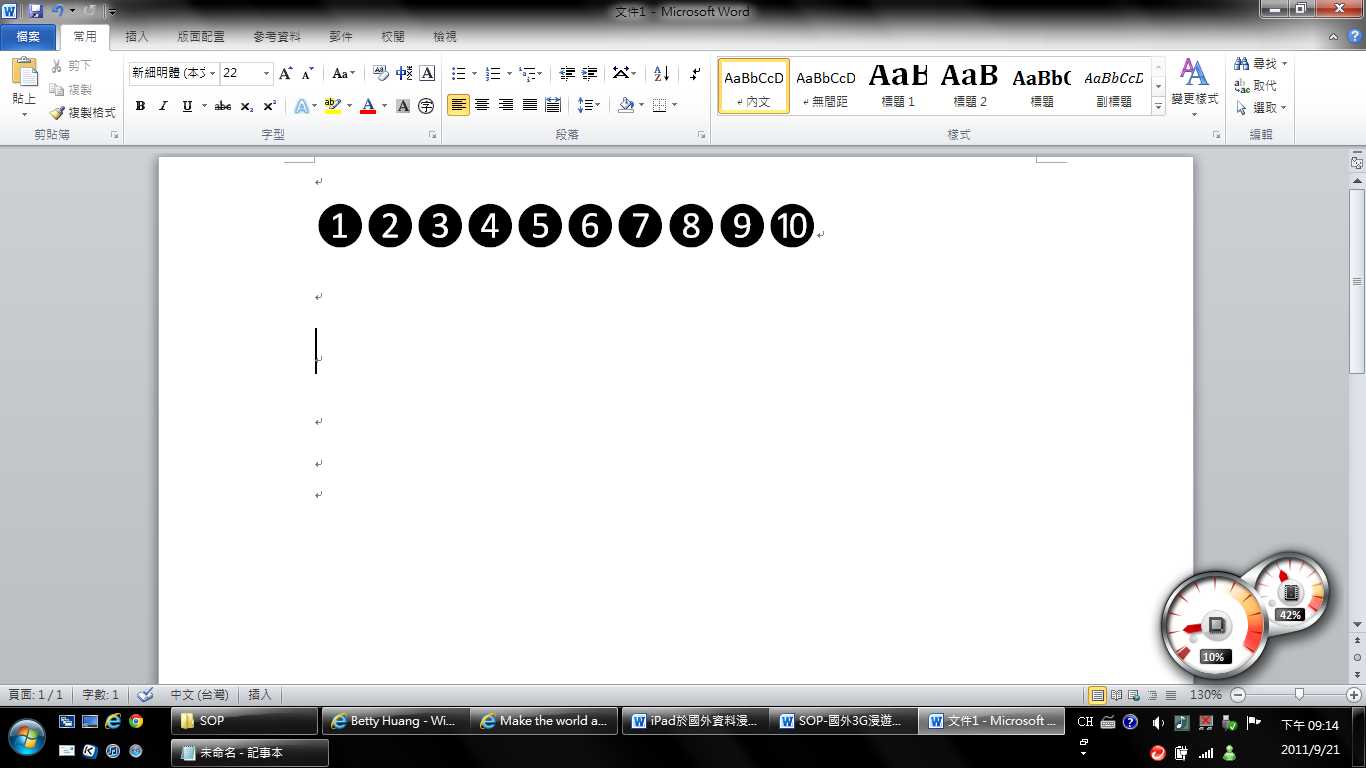 文件1 - Microsoft Word
檔案 常用 插入 版面配置 參考資料 郵件 校閱 檢視
貼上 剪下 複製 複製格式
新細明體 (本文 22 Aa
B I U abc x₂ x² ab A A A 字
AaBbCcD AaBbCcD AaB AaB AaBbC AaBbCcD
內文 無間距 標題 1 標題 2 標題 副標題
變更樣式
尋找 取代 選取
剪貼簿 字型 段落 樣式 編輯
❶❷❸❹❺❻❼❽❾❿
42%
10%
頁面: 1 / 1 字數: 1 中文 (台灣) 插入 130%
SOP Betty Huang - Wi... Make the world a... iPad於國外資料漫... SOP-國外3G漫遊... 文件1 - Microsoft ... CH 下午 09:14
未命名 - 記事本 2011/9/21